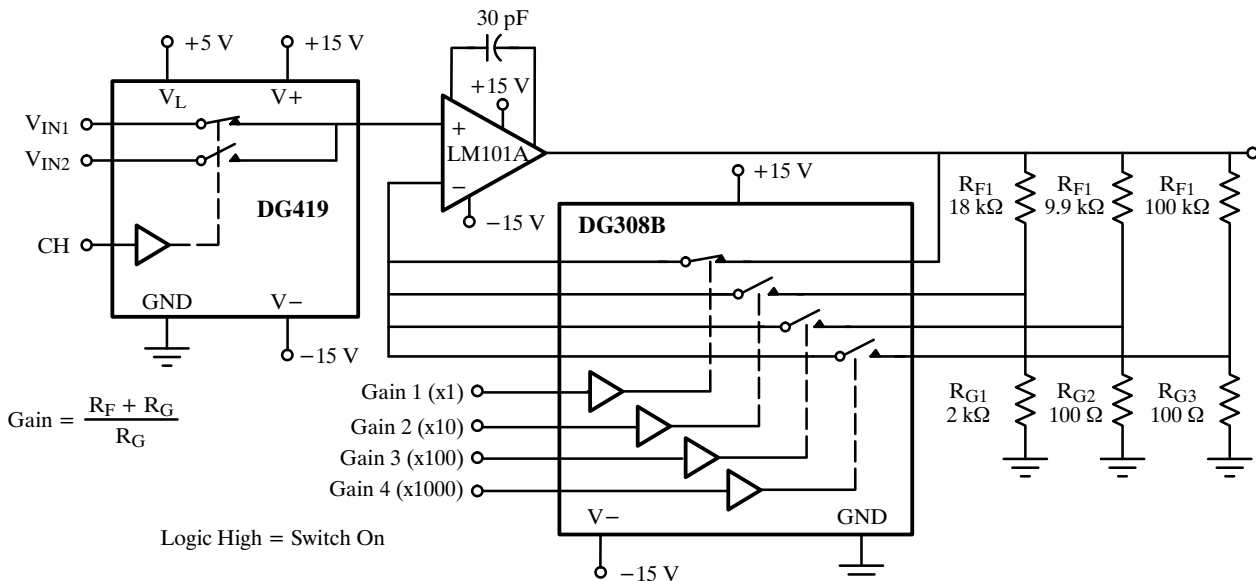 30 pF
+5 V
+15 V
+15 V
V_L
V+
V_IN1
V_IN2
CH
DG419
GND
V−
−15 V
+
LM101A
−
−15 V
+15 V
DG308B
R_F1
18 kΩ
R_F1
9.9 kΩ
R_F1
100 kΩ
Gain 1 (x1)
Gain 2 (x10)
Gain 3 (x100)
Gain 4 (x1000)
R_G1
2 kΩ
R_G2
100 Ω
R_G3
100 Ω
Gain = (R_F + R_G) / R_G
V−
GND
−15 V
Logic High = Switch On